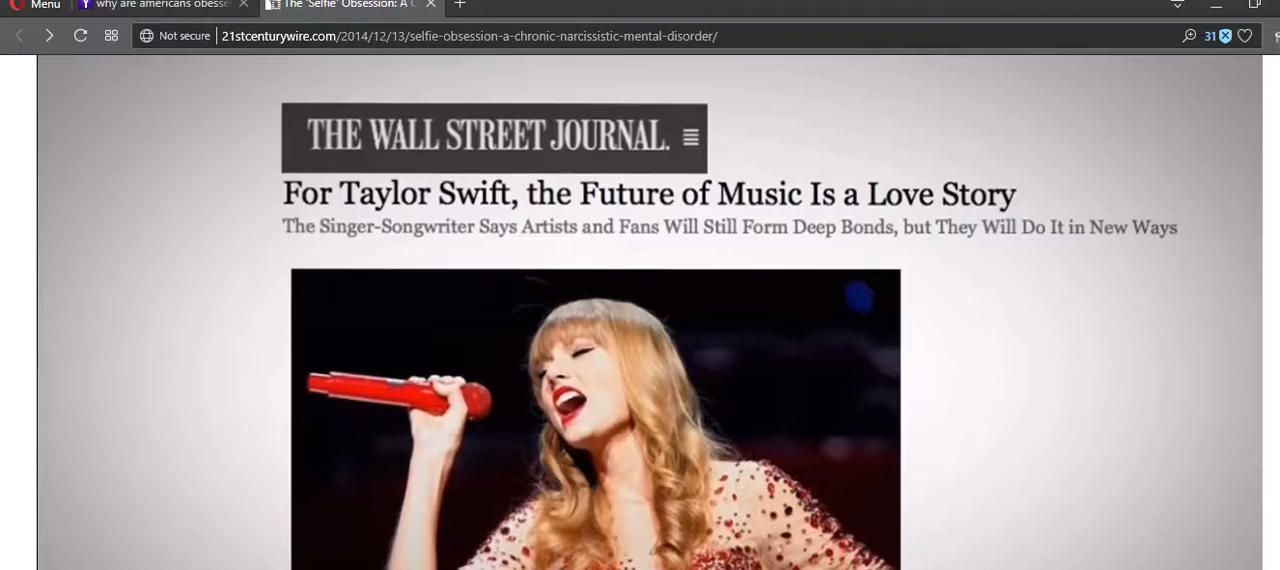 Menu
why are americans obsess
The 'Selfie' Obsession: A C
Not secure
21stcenturywire.com/2014/12/13/selfie-obsession-a-chronic-narcissistic-mental-disorder/
31
THE WALL STREET JOURNAL.
For Taylor Swift, the Future of Music Is a Love Story
The Singer-Songwriter Says Artists and Fans Will Still Form Deep Bonds, but They Will Do It in New Ways